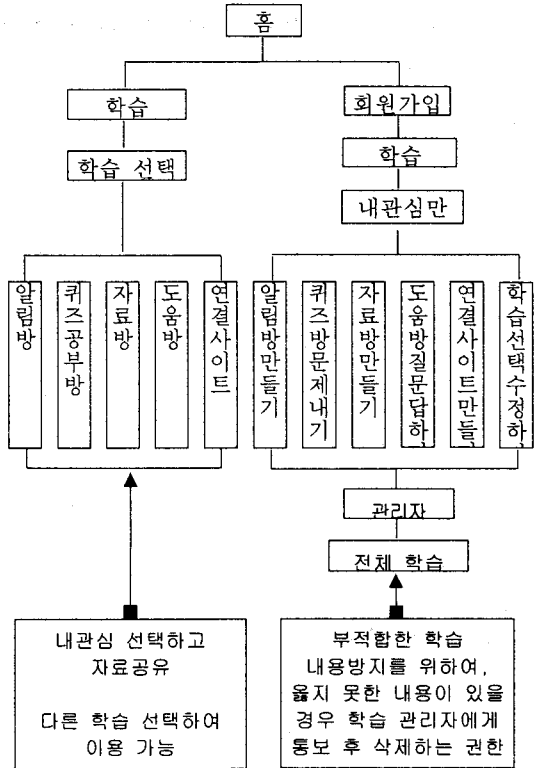 홈
학습
회원가입
학습 선택
학습
내관심만
알림방
퀴즈공부방
자료방
도움방
연결사이트
알림방만들기
퀴즈방문제내기
자료방만들기
도움방질문답하
연결사이트만들
학습선택수정하
관리자
전체 학습
내관심 선택하고
자료공유
다른 학습 선택하여
이용 가능
부적합한 학습
내용방지를 위하여,
옳지 못한 내용이 있을
경우 학습 관리자에게
통보 후 삭제하는 권한